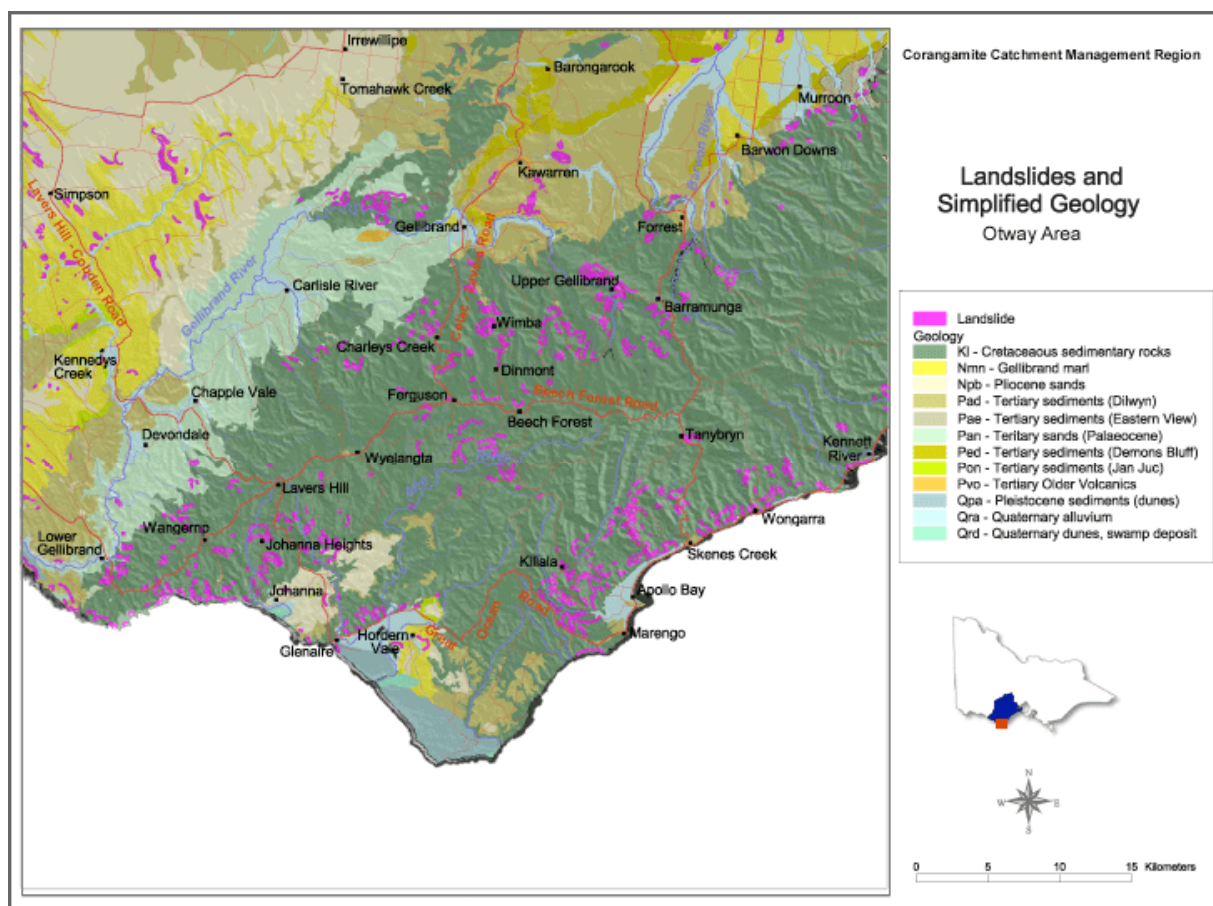 Corangamite Catchment Management Region
Landslides and
Simplified Geology
Otway Area
Landslide
Geology
Kl - Cretaceaous sedimentary rocks
Nmn - Gellibrand marl
Npb - Pliocene sands
Pad - Tertiary sediments (Dilwyn)
Pae - Tertiary sediments (Eastern View)
Pan - Teritary sands (Palaeocene)
Ped - Tertiary sediments (Demons Bluff)
Pon - Tertiary sediments (Jan Juc)
Pvo - Tertiary Older Volcanics
Qpa - Pleistocene sediments (dunes)
Qra - Quaternary alluvium
Qrd - Quaternary dunes, swamp deposit
N
W
E
S
0
5
10
15 Kilometers
Irrewillipe
Barongarook
Tomahawk Creek
Murroon
Barwon River
Barwon Downs
Kawarren
Simpson
Lavers Hill - Cobden Road
Gellibrand
Forrest
Road
Upper Gellibrand
Carlisle River
Gellibrand River
Barramunga
Wimba
Charleys Creek
Kennedys
Creek
Dinmont
Chapple Vale
Ferguson
Beech Forest Road
Beech Forest
Devondale
Tanybryn
Kennett
River
Wyelangta
Lavers Hill
Wongarra
Lower
Gellibrand
Johanna Heights
Skenes Creek
Killala
Johanna
Apollo Bay
Great Ocean Road
Hordern
Vale
Marengo
Glenaire